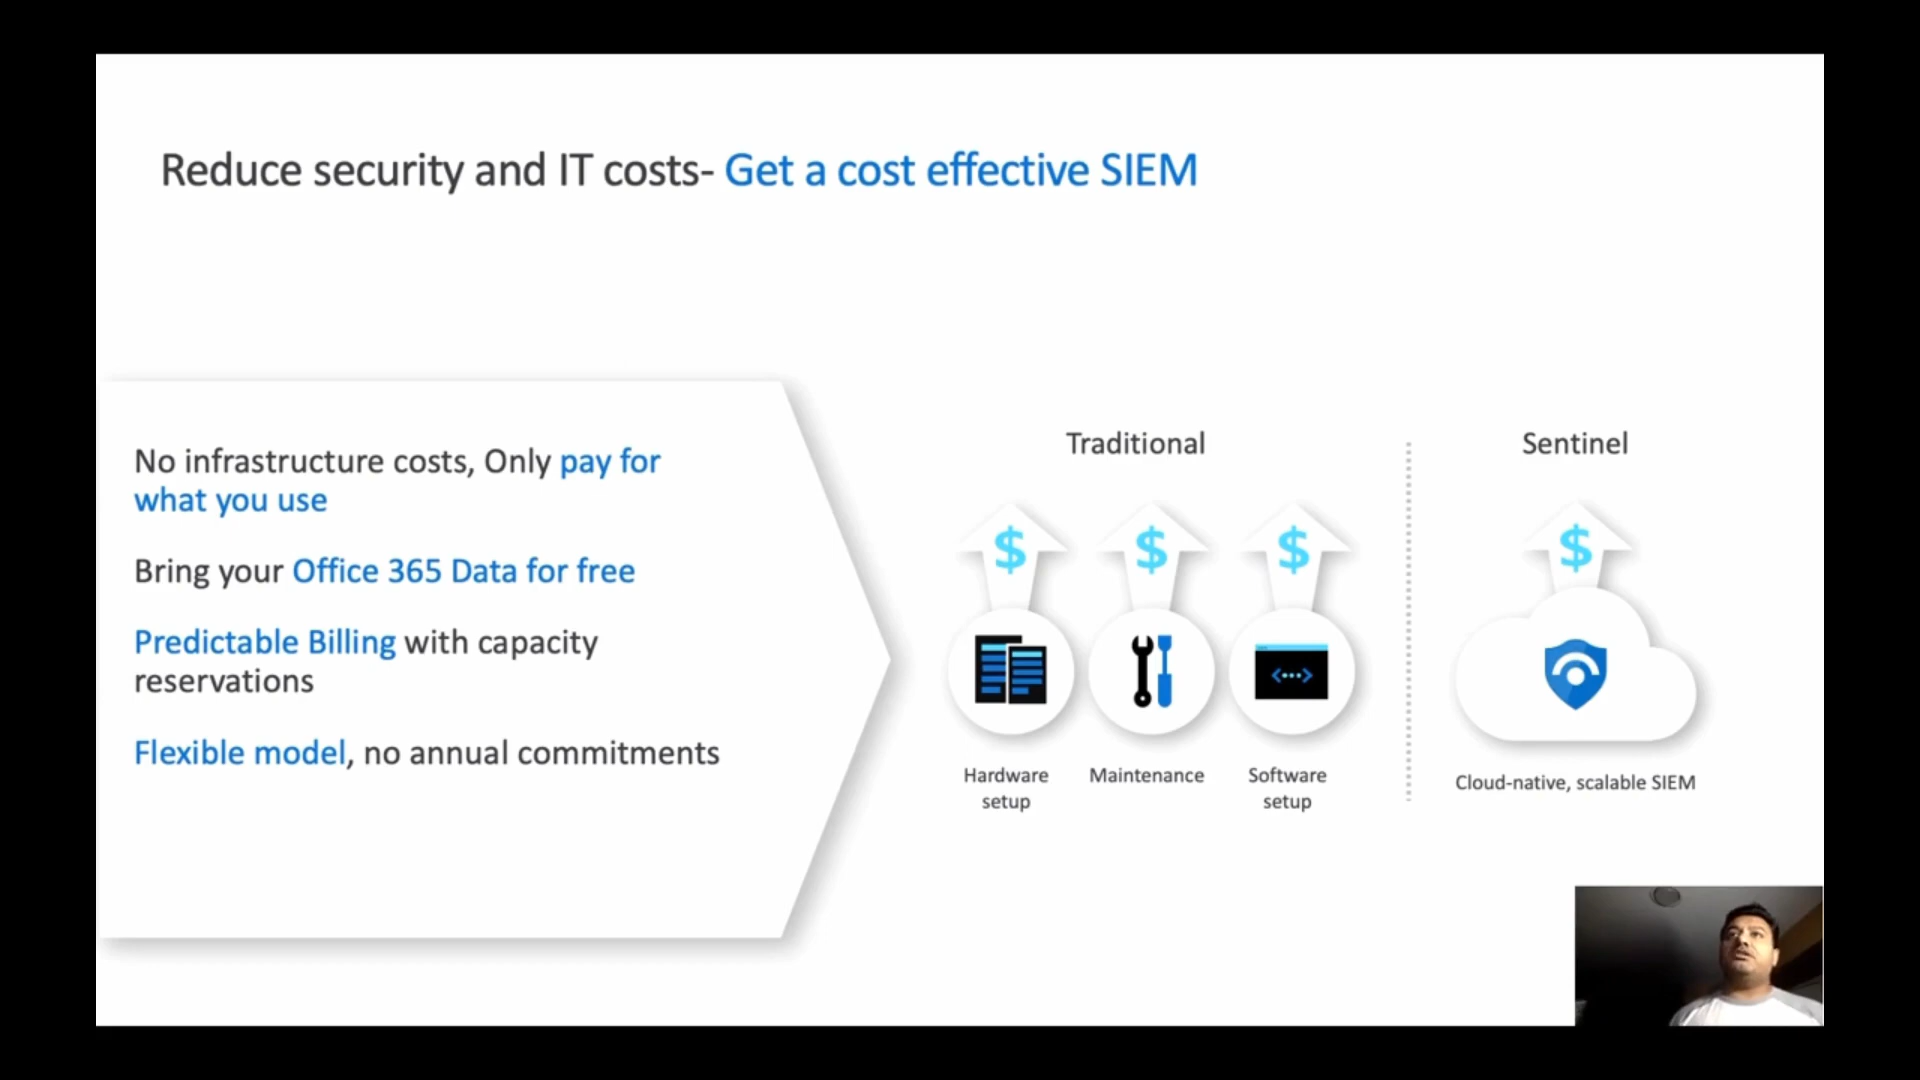 Reduce security and IT costs- Get a cost effective SIEM
No infrastructure costs, Only pay for
what you use
Bring your Office 365 Data for free
Predictable Billing with capacity
reservations
Flexible model, no annual commitments
Traditional
Sentinel
$ $ $ $
<···>
Hardware
setup
Maintenance
Software
setup
Cloud-native, scalable SIEM